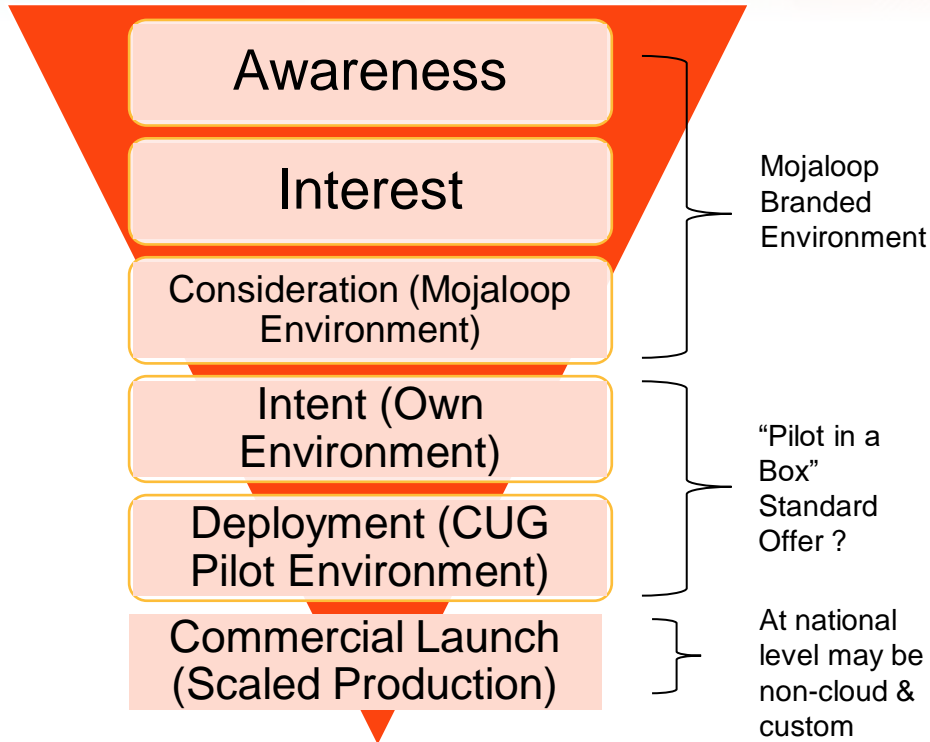 Awareness
Interest
Consideration (Mojaloop
Environment)
Mojaloop
Branded
Environment
Intent (Own
Environment)
Deployment (CUG
Pilot Environment)
“Pilot in a
Box”
Standard
Offer ?
Commercial Launch
(Scaled Production)
At national
level may be
non-cloud &
custom